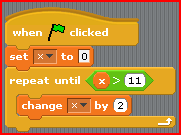 when clicked
set x to 0
repeat until x > 11
change x by 2